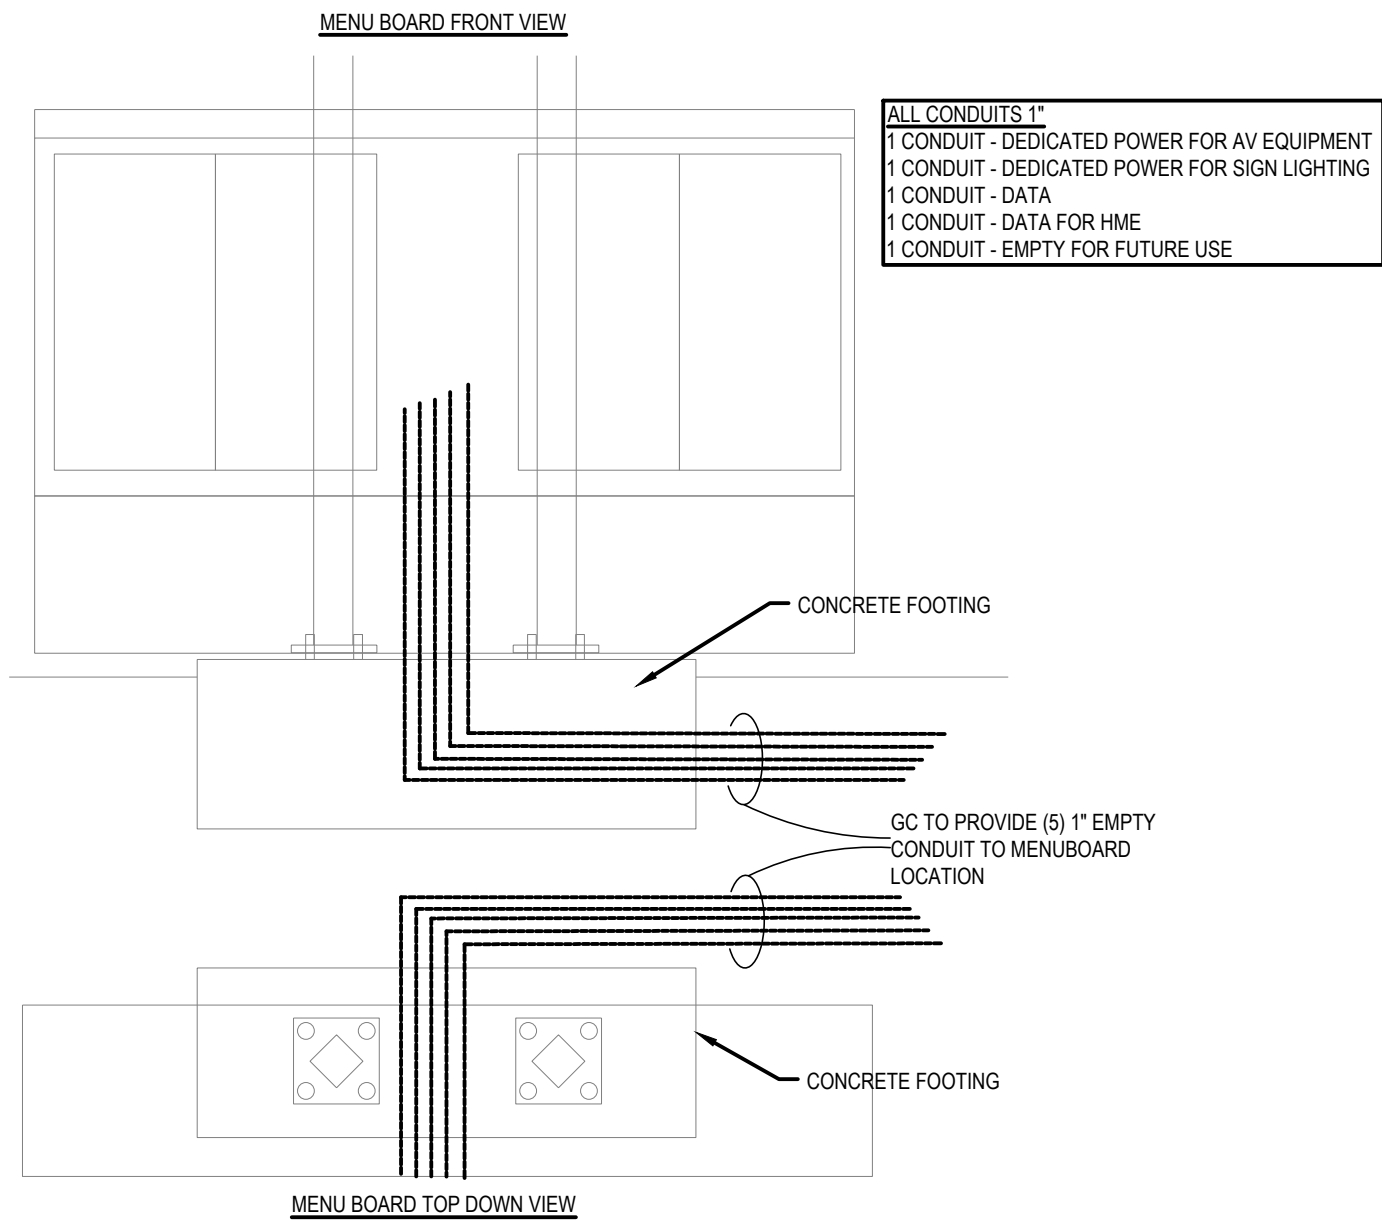 MENU BOARD FRONT VIEW
ALL CONDUITS 1"
1 CONDUIT - DEDICATED POWER FOR AV EQUIPMENT
1 CONDUIT - DEDICATED POWER FOR SIGN LIGHTING
1 CONDUIT - DATA
1 CONDUIT - DATA FOR HME
1 CONDUIT - EMPTY FOR FUTURE USE
CONCRETE FOOTING
GC TO PROVIDE (5) 1" EMPTY
CONDUIT TO MENUBOARD
LOCATION
CONCRETE FOOTING
MENU BOARD TOP DOWN VIEW